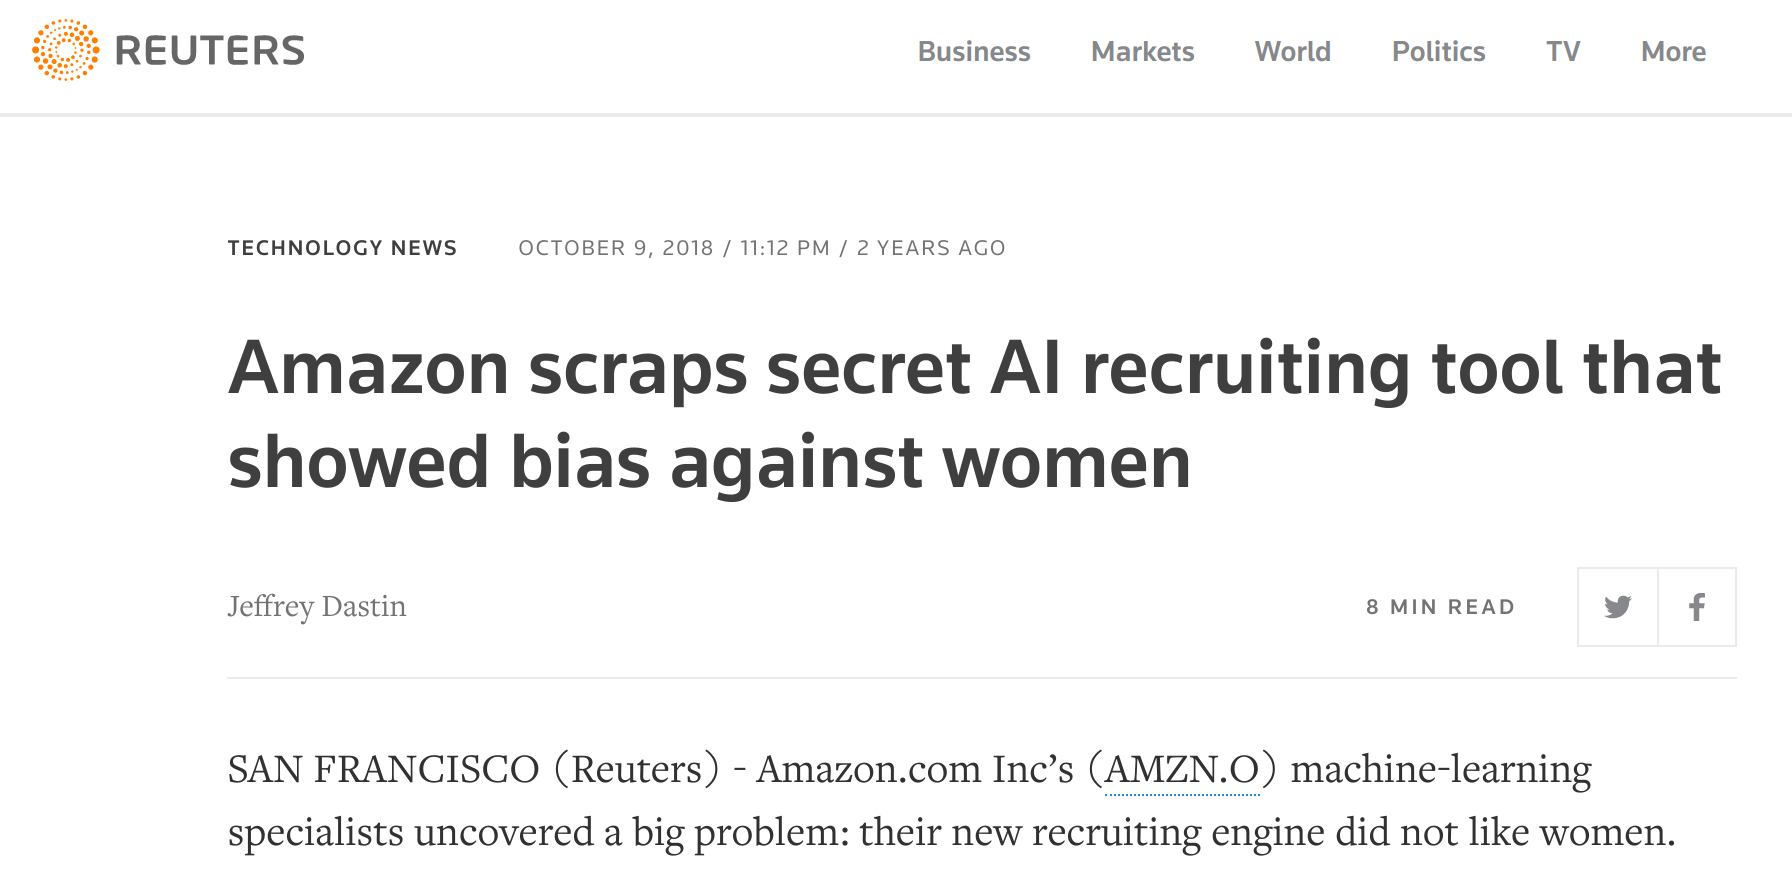 REUTERS
Business Markets World Politics TV More
TECHNOLOGY NEWS OCTOBER 9, 2018 / 11:12 PM / 2 YEARS AGO
Amazon scraps secret AI recruiting tool that
showed bias against women
Jeffrey Dastin
8 MIN READ
SAN FRANCISCO (Reuters) - Amazon.com Inc’s (AMZN.O) machine-learning
specialists uncovered a big problem: their new recruiting engine did not like women.